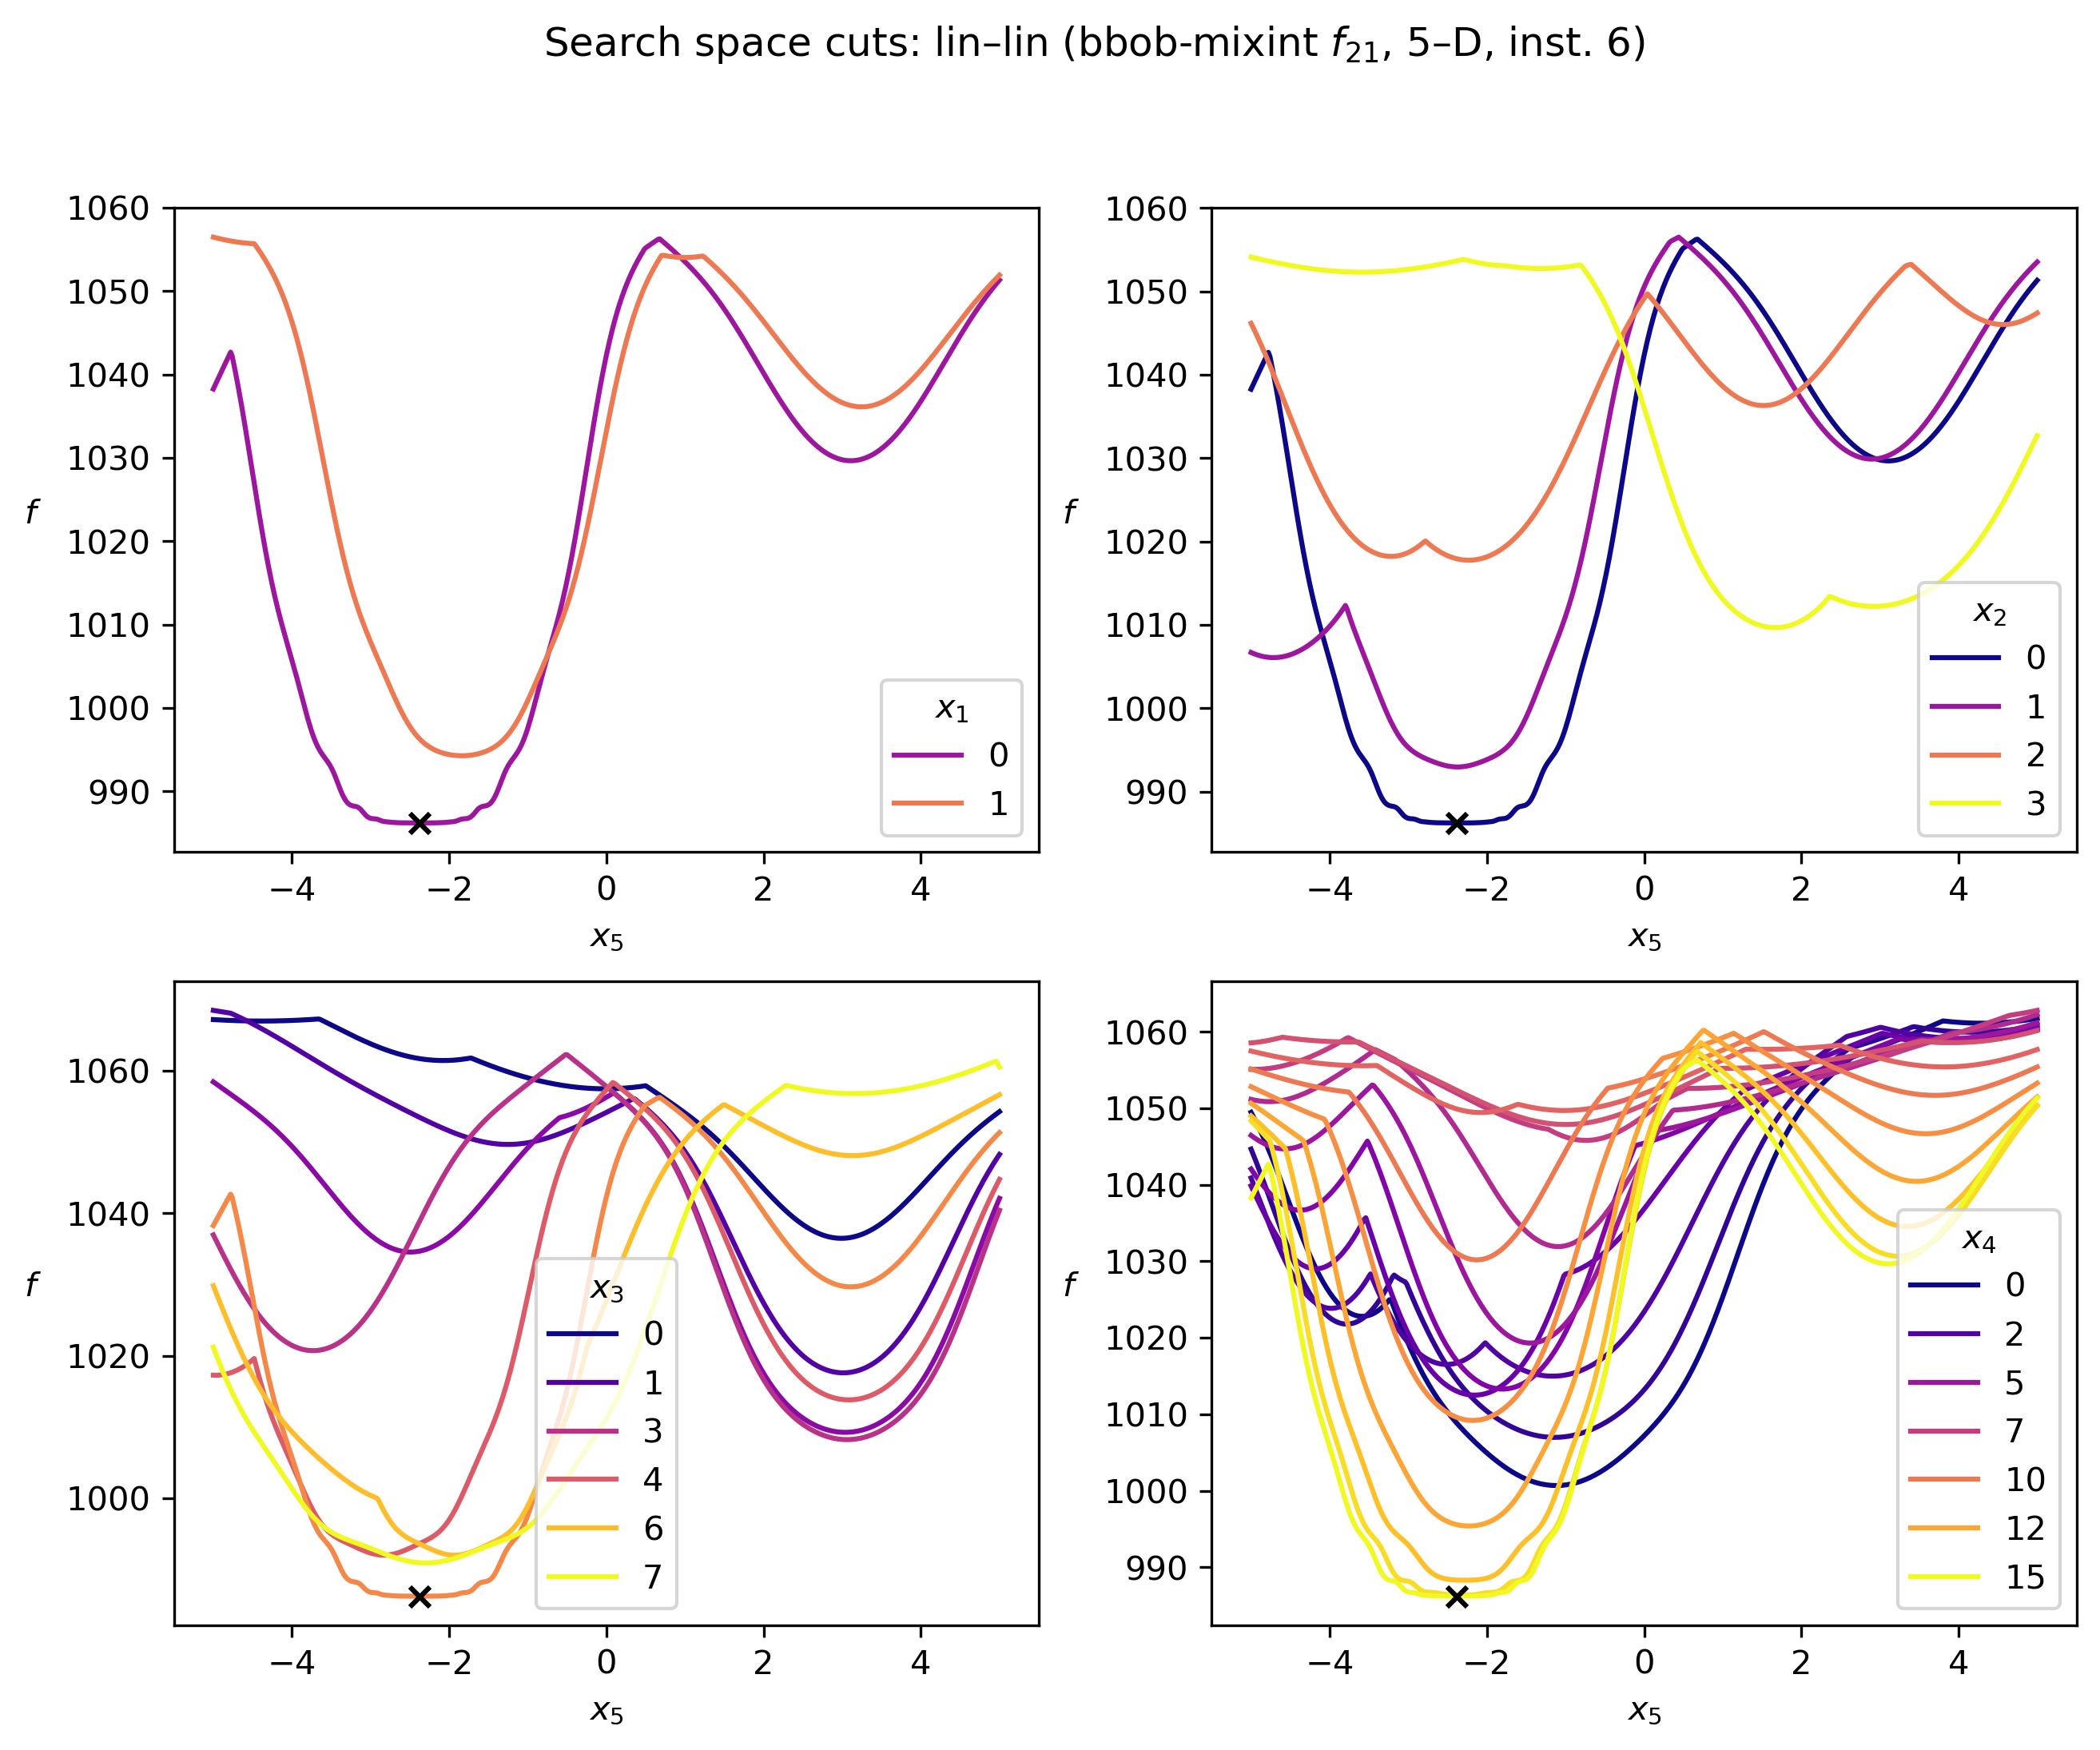 Search space cuts: lin–lin (bbob-mixint f21, 5–D, inst. 6)
1060
1050
1040
1030
1020
1010
1000
990
f
−4 −2 0 2 4
x5
x1
0
1
1060
1050
1040
1030
1020
1010
1000
990
f
−4 −2 0 2 4
x5
x2
0
1
2
3
1060
1040
1020
1000
f
−4 −2 0 2 4
x5
x3
0
1
3
4
6
7
1060
1050
1040
1030
1020
1010
1000
990
f
−4 −2 0 2 4
x5
x4
0
2
5
7
10
12
15